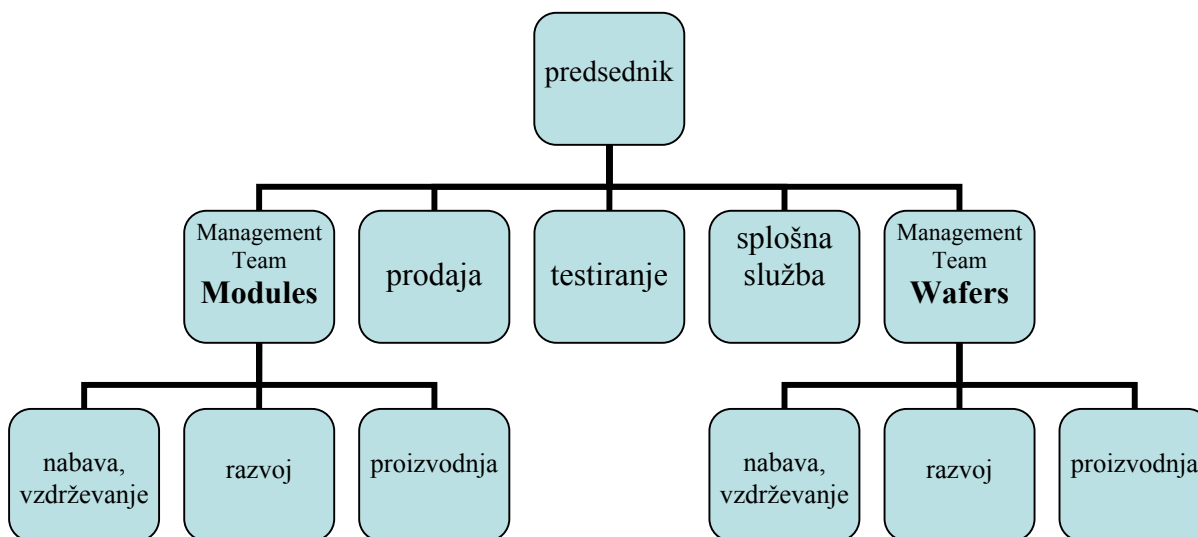 predsednik
Management
Team
Modules
prodaja
testiranje
splošna
služba
Management
Team
Wafers
nabava,
vzdrževanje
razvoj
proizvodnja
nabava,
vzdrževanje
razvoj
proizvodnja